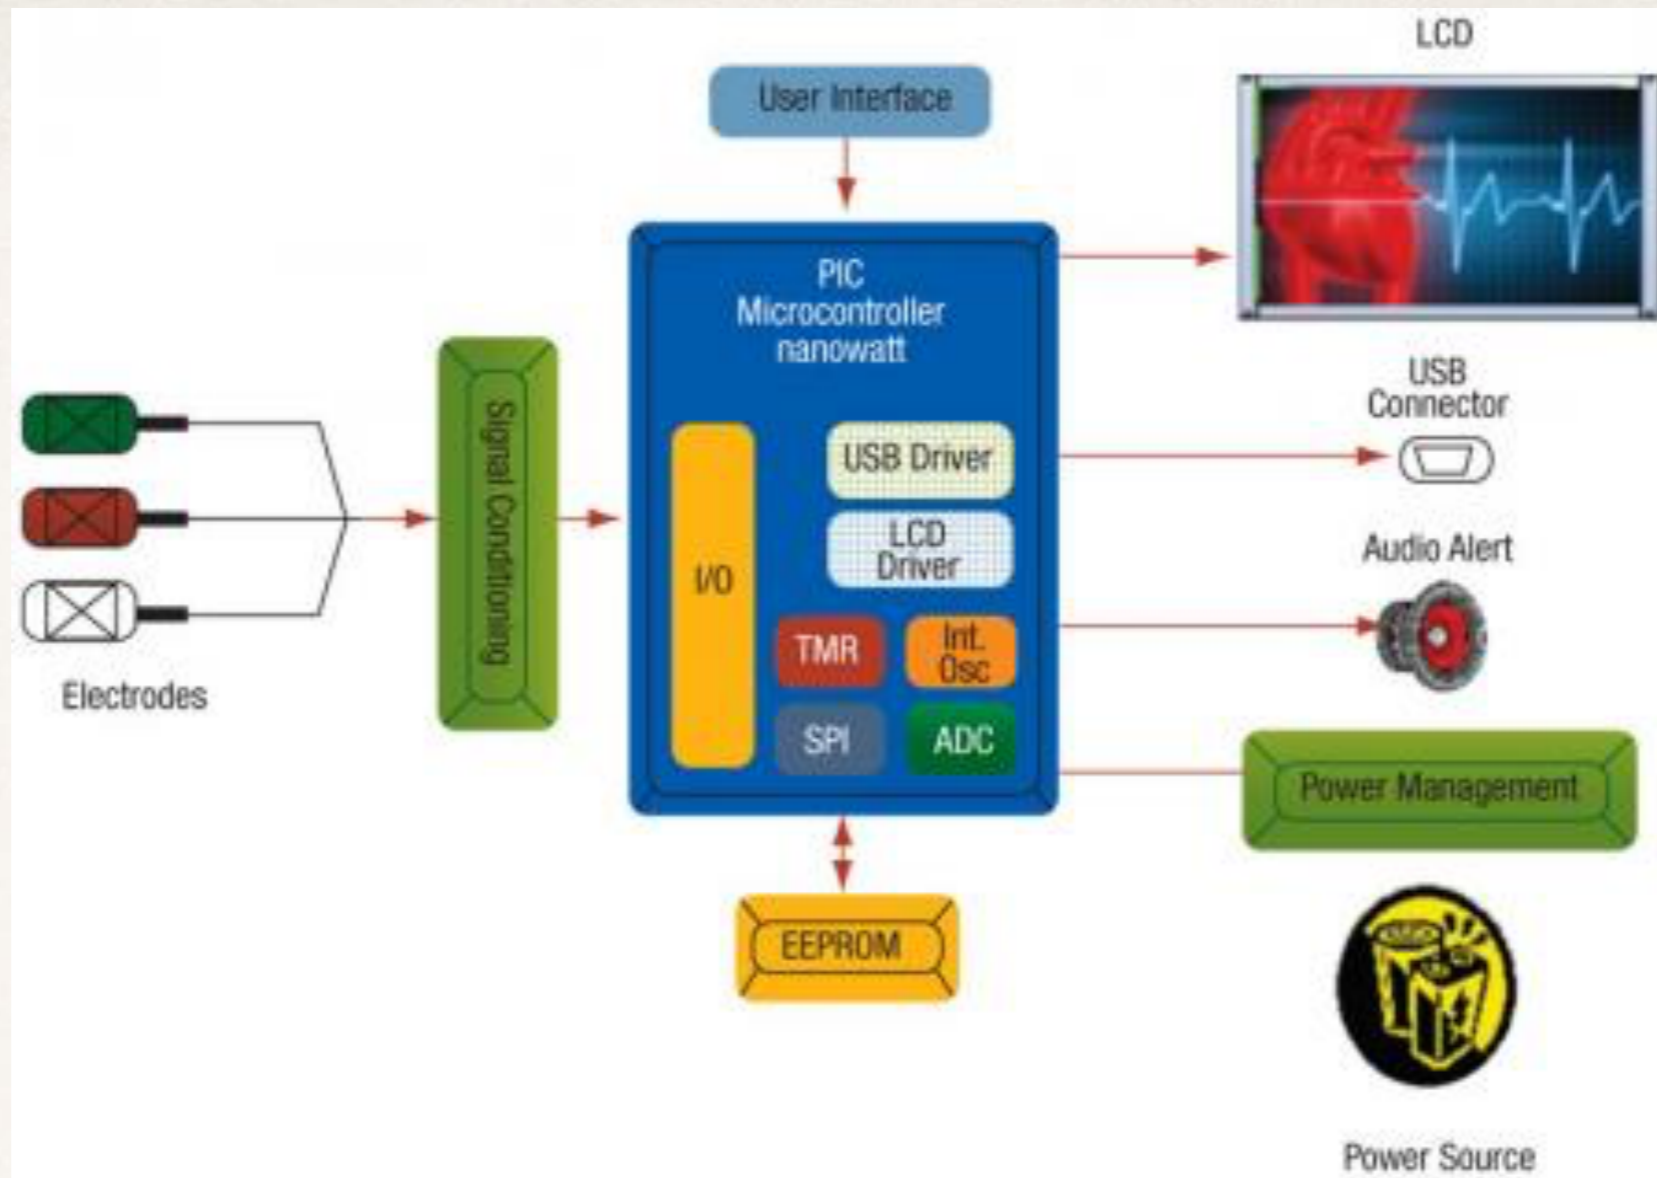 LCD
User Interface
PIC
Microcontroller
nanowatt
USB
Connector
Signal Conditioning
I/O
USB Driver
LCD
Driver
Audio Alert
TMR
Int.
Osc
SPI
ADC
Electrodes
Power Management
EEPROM
Power Source